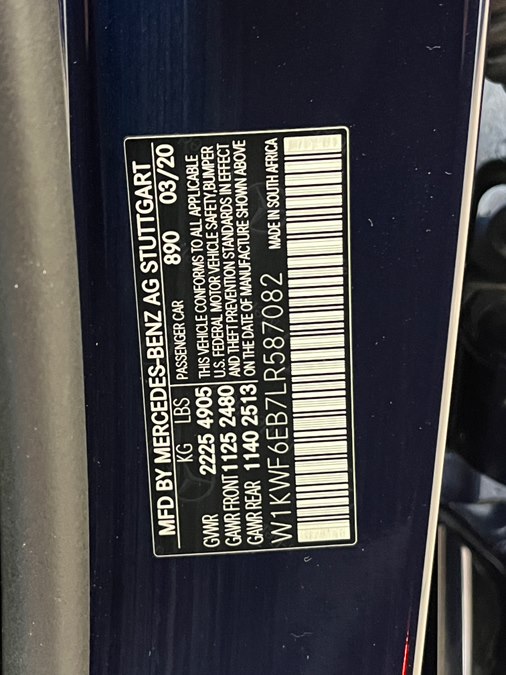 MFD BY MERCEDES-BENZ AG STUTTGART
890 03/20
KG LBS PASSENGER CAR
GVWR 2225 4905 THIS VEHICLE CONFORMS TO ALL APPLICABLE
U.S. FEDERAL MOTOR VEHICLE SAFETY,BUMPER
GAWR FRONT 1125 2480 AND THEFT PREVENTION STANDARDS IN EFFECT
GAWR REAR 1140 2513 ON THE DATE OF MANUFACTURE SHOWN ABOVE
W1KWF6EB7LR587082 MADE IN SOUTH AFRICA